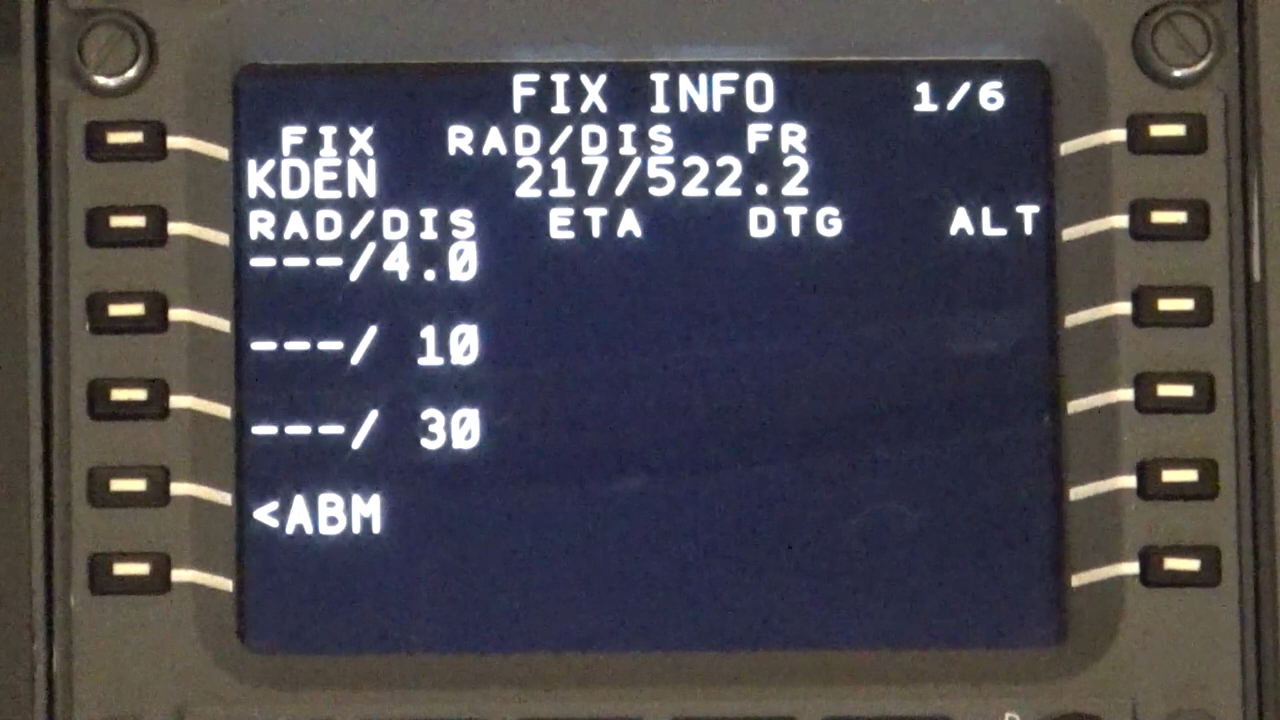 FIX INFO 1/6
FIX RAD/DIS FR
KDEN 217/522.2
RAD/DIS ETA DTG ALT
---/4.0
---/ 10
---/ 30
<ABM